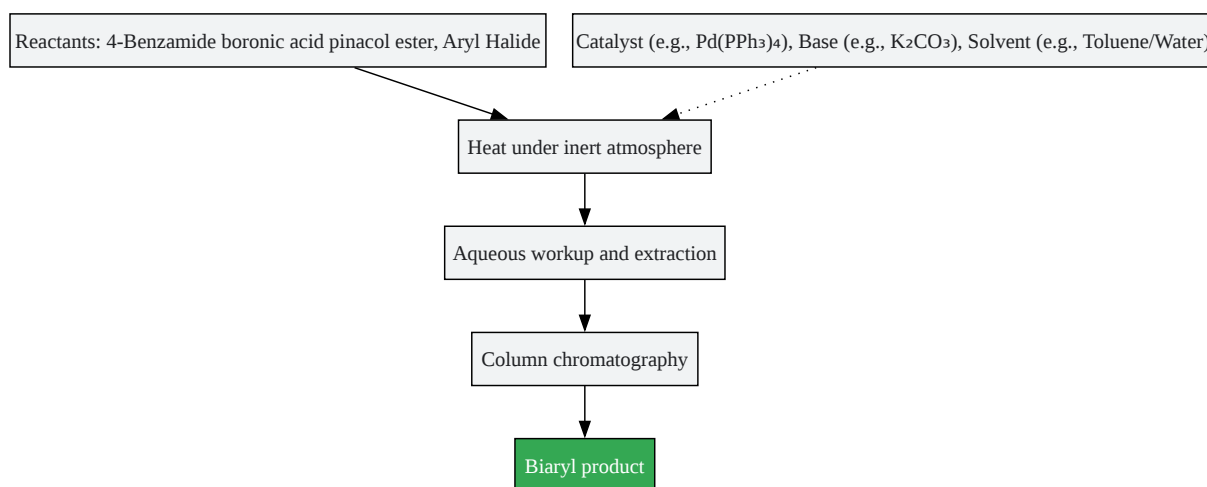 Reactants: 4-Benzamide boronic acid pinacol ester, Aryl Halide
Catalyst (e.g., Pd(PPh₃)₄), Base (e.g., K₂CO₃), Solvent (e.g., Toluene/Water)
Heat under inert atmosphere
Aqueous workup and extraction
Column chromatography
Biaryl product